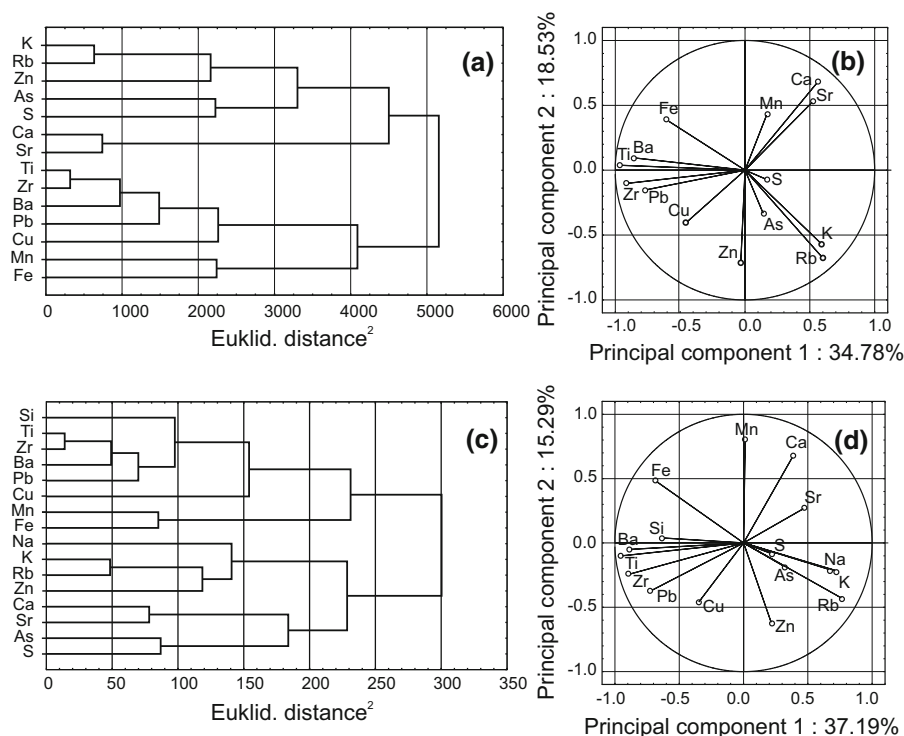 K
Rb
Zn
As
S
Ca
Sr
Ti
Zr
Ba
Pb
Cu
Mn
Fe
(a)
0 1000 2000 3000 4000 5000 6000
Euklid. distance²
Principal component 2 : 18.53%
1.0
0.5
0.0
-0.5
-1.0
(b)
Ca
Sr
Mn
Fe
Ti Ba
S
Zr Pb
Cu
As
K
Zn
Rb
-1.0 -0.5 0.0 0.5 1.0
Principal component 1 : 34.78%
Si
Ti
Zr
Ba
Pb
Cu
Mn
Fe
Na
K
Rb
Zn
Ca
Sr
As
S
(c)
0 50 100 150 200 250 300 350
Euklid. distance²
Principal component 2 : 15.29%
1.0
0.5
0.0
-0.5
-1.0
(d)
Mn
Ca
Fe
Sr
Si
Ba
S
Ti
Na
Zr
As
K
Pb
Cu
Rb
Zn
-1.0 -0.5 0.0 0.5 1.0
Principal component 1 : 37.19%